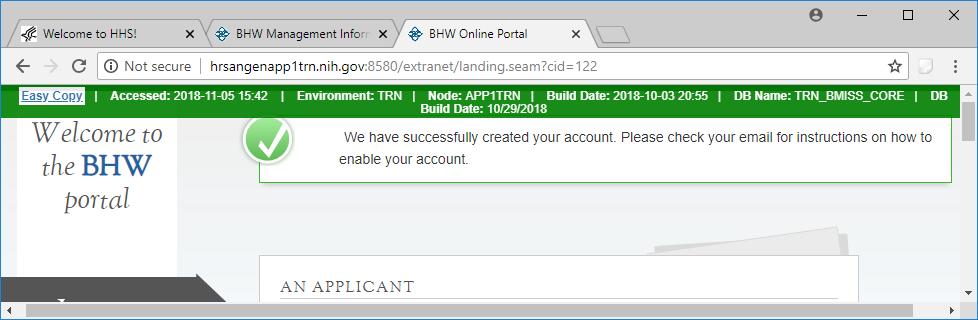 Welcome to HHS!
BHW Management Inform
BHW Online Portal
Not secure | hrsangenapp1trn.nih.gov:8580/extranet/landing.seam?cid=122
Easy Copy | Accessed: 2018-11-05 15:42 | Environment: TRN | Node: APP1TRN | Build Date: 2018-10-03 20:55 | DB Name: TRN_BMISS_CORE | DB
Build Date: 10/29/2018
Welcome to
the BHW
portal
We have successfully created your account. Please check your email for instructions on how to
enable your account.
AN APPLICANT